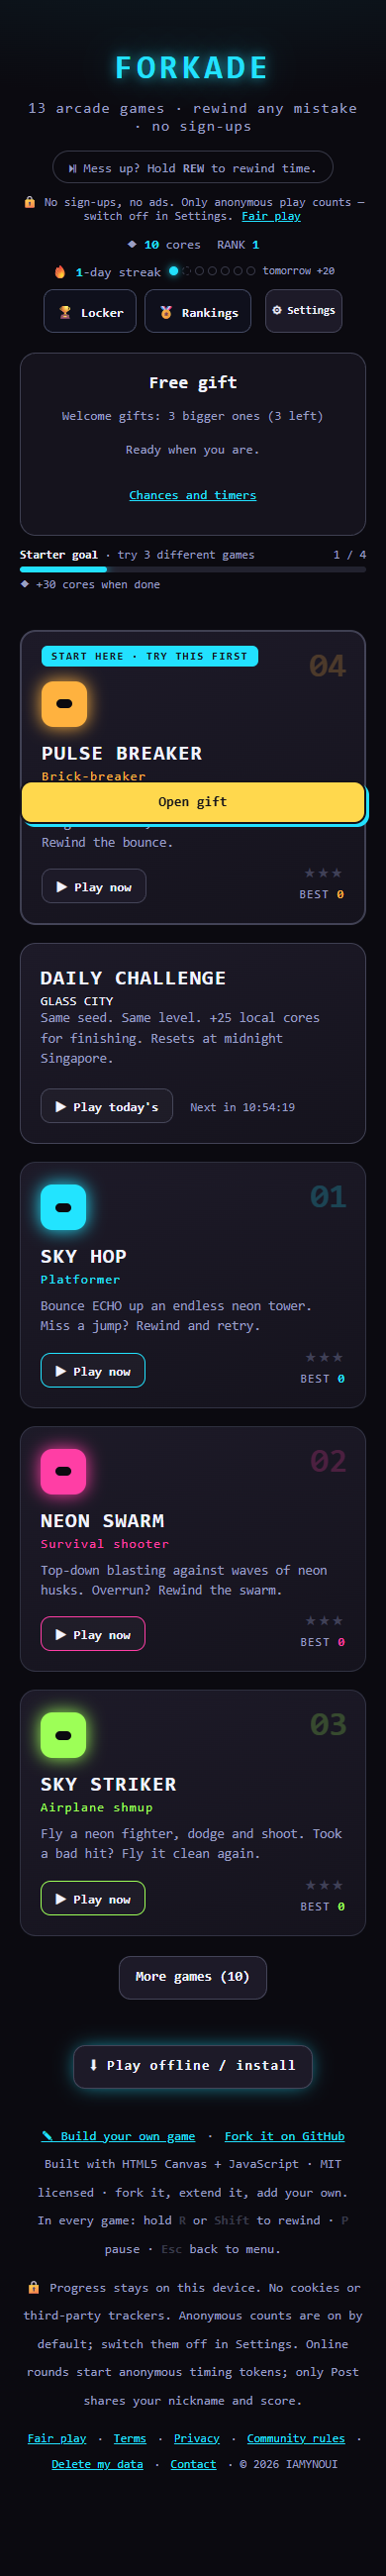 FORKADE
13 arcade games · rewind any mistake
· no sign-ups
⏯ Mess up? Hold REW to rewind time.
🔒 No sign-ups, no ads. Only anonymous play counts —
switch off in Settings. Fair play
◆ 10 cores RANK 1
🔥 1-day streak tomorrow +20
🏆 Locker
🏅 Rankings
⚙ Settings
Free gift
Welcome gifts: 3 bigger ones (3 left)
Ready when you are.
Chances and timers
Starter goal · try 3 different games 1 / 4
◆ +30 cores when done
START HERE · TRY THIS FIRST
04
PULSE BREAKER
Brick-breaker
Open gift
Rewind the bounce.
▶ Play now
★★★
BEST 0
DAILY CHALLENGE
GLASS CITY
Same seed. Same level. +25 local cores
for finishing. Resets at midnight
Singapore.
▶ Play today's
Next in 10:54:19
01
SKY HOP
Platformer
Bounce ECHO up an endless neon tower.
Miss a jump? Rewind and retry.
▶ Play now
★★★
BEST 0
02
NEON SWARM
Survival shooter
Top-down blasting against waves of neon
husks. Overrun? Rewind the swarm.
▶ Play now
★★★
BEST 0
03
SKY STRIKER
Airplane shmup
Fly a neon fighter, dodge and shoot. Took
a bad hit? Fly it clean again.
▶ Play now
★★★
BEST 0
More games (10)
⬇ Play offline / install
✏ Build your own game · Fork it on GitHub
Built with HTML5 Canvas + JavaScript · MIT
licensed · fork it, extend it, add your own.
In every game: hold R or Shift to rewind · P
pause · Esc back to menu.
🔒 Progress stays on this device. No cookies or
third-party trackers. Anonymous counts are on by
default; switch them off in Settings. Online
rounds start anonymous timing tokens; only Post
shares your nickname and score.
Fair play · Terms · Privacy · Community rules ·
Delete my data · Contact · © 2026 IAMYNOUI